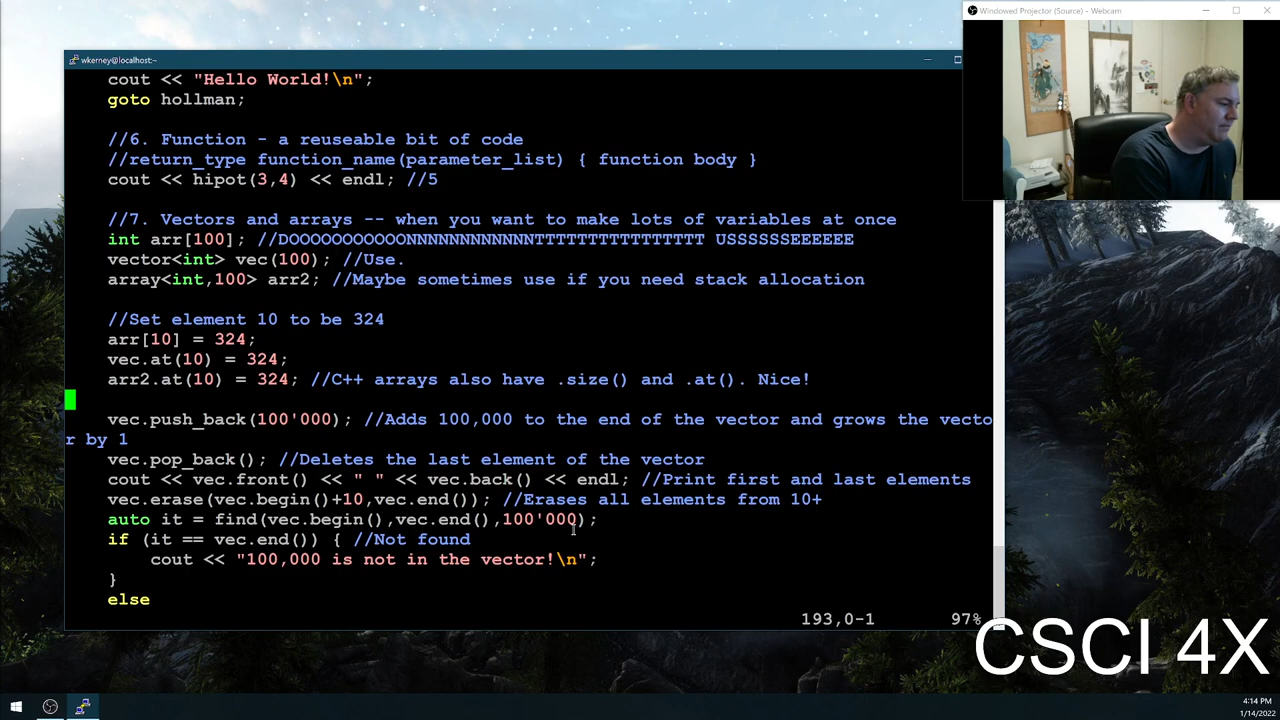 Windowed Projector (Source) - Webcam
wkerney@localhost:~
cout << "Hello World!\n";
goto hollman;
//6. Function - a reuseable bit of code
//return_type function_name(parameter_list) { function body }
cout << hipot(3,4) << endl; //5
//7. Vectors and arrays -- when you want to make lots of variables at once
int arr[100]; //DOOOOOOOOOOONNNNNNNNNNNNTTTTTTTTTTTTTTTT USSSSSSEEEEEE
vector<int> vec(100); //Use.
array<int,100> arr2; //Maybe sometimes use if you need stack allocation
//Set element 10 to be 324
arr[10] = 324;
vec.at(10) = 324;
arr2.at(10) = 324; //C++ arrays also have .size() and .at(). Nice!
vec.push_back(100'000); //Adds 100,000 to the end of the vector and grows the vecto
r by 1
vec.pop_back(); //Deletes the last element of the vector
cout << vec.front() << " " << vec.back() << endl; //Print first and last elements
vec.erase(vec.begin()+10,vec.end()); //Erases all elements from 10+
auto it = find(vec.begin(),vec.end(),100'000);
if (it == vec.end()) { //Not found
cout << "100,000 is not in the vector!\n";
}
else
193,0-1 97%
CSCI 4X
4:14 PM
1/14/2022